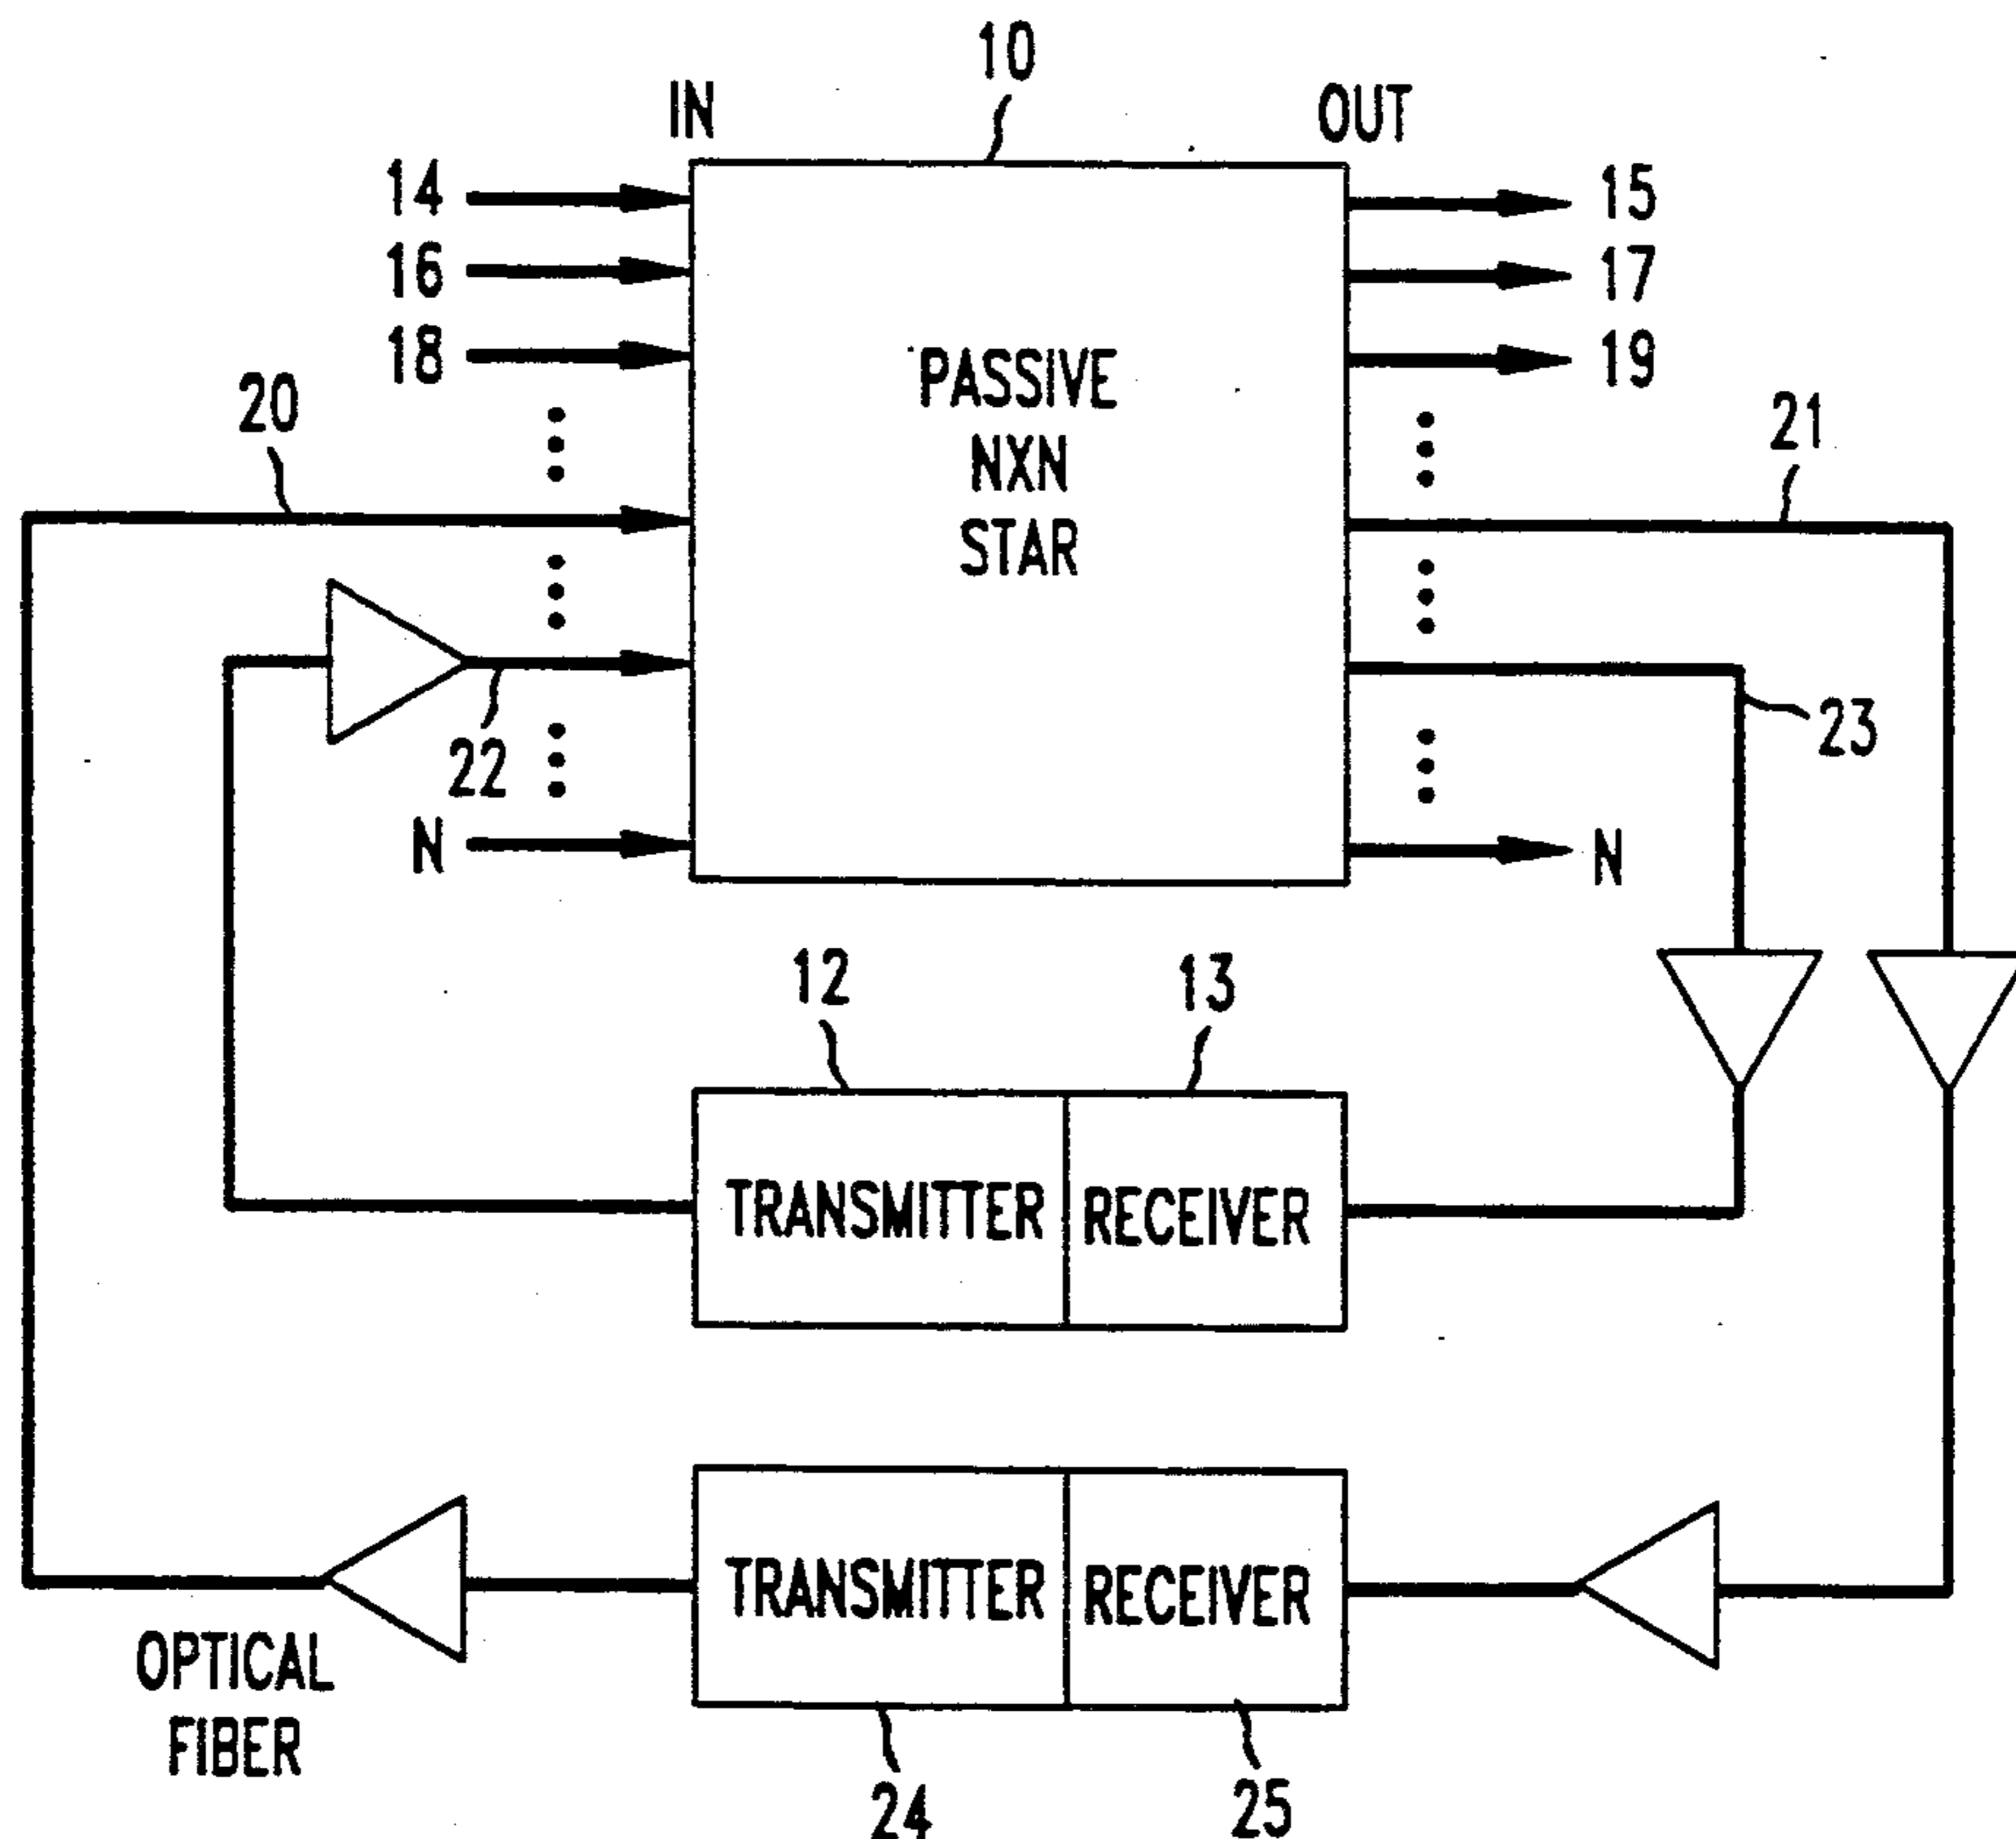 10
IN
OUT
14
15
16
17
18
19
PASSIVE
NXN
STAR
20
21
22
23
N
N
12
13
TRANSMITTER
RECEIVER
TRANSMITTER
RECEIVER
OPTICAL
FIBER
24
25